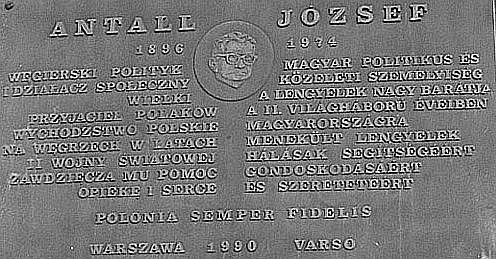 ANTALL JÓZSEF
1896 1974
WĘGIERSKI POLITYK
I DZIAŁACZ SPOŁECZNY
WIELKI
PRZYJACIEL POLAKÓW
WYCHODZSTWO POLSKIE
NA WĘGRZECH W LATACH
II WOJNY ŚWIATOWEJ
ZAWDZIĘCZA MU POMOC
OPIEKĘ I SERCE
MAGYAR POLITIKUS ÉS
KÖZÉLETI SZEMÉLYISÉG
A LENGYELEK NAGY BARÁTJA
A II. VILÁGHÁBORÚ ÉVEIBEN
MAGYARORSZÁGRA
MENEKÜLT LENGYELEK
HÁLÁSAK SEGÍTSÉGÉÉRT
GONDOSKODÁSÁÉRT
ÉS SZERETETÉÉRT
POLONIA SEMPER FIDELIS
WARSZAWA 1990 VARSÓ